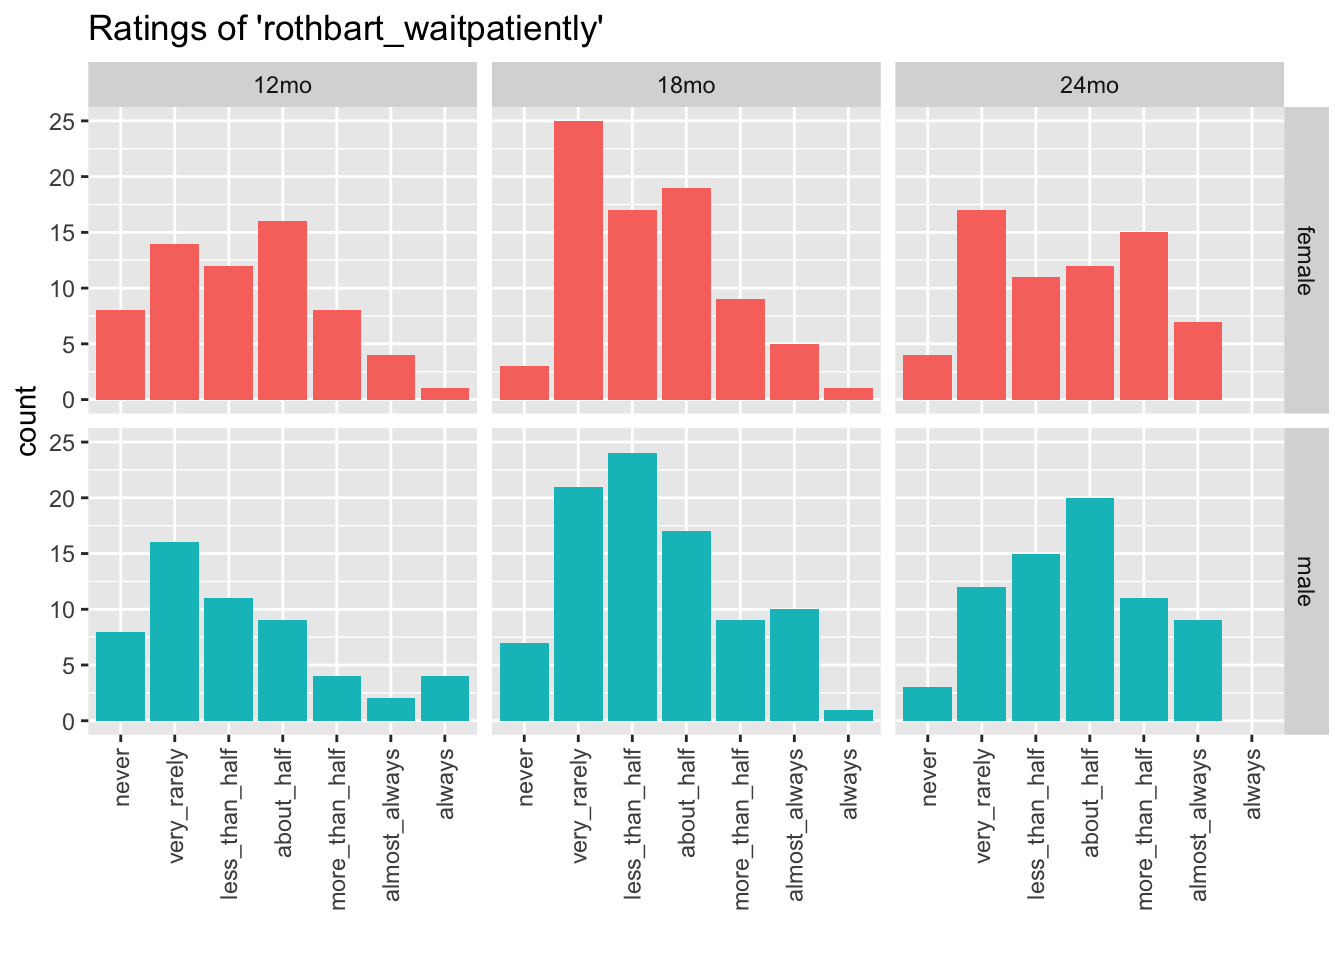 Ratings of 'rothbart_waitpatiently'
12mo 18mo 24mo
25
20
15
10
5
0
female
count
25
20
15
10
5
0
male
never very_rarely less_than_half about_half more_than_half almost_always always
never very_rarely less_than_half about_half more_than_half almost_always always
never very_rarely less_than_half about_half more_than_half almost_always always